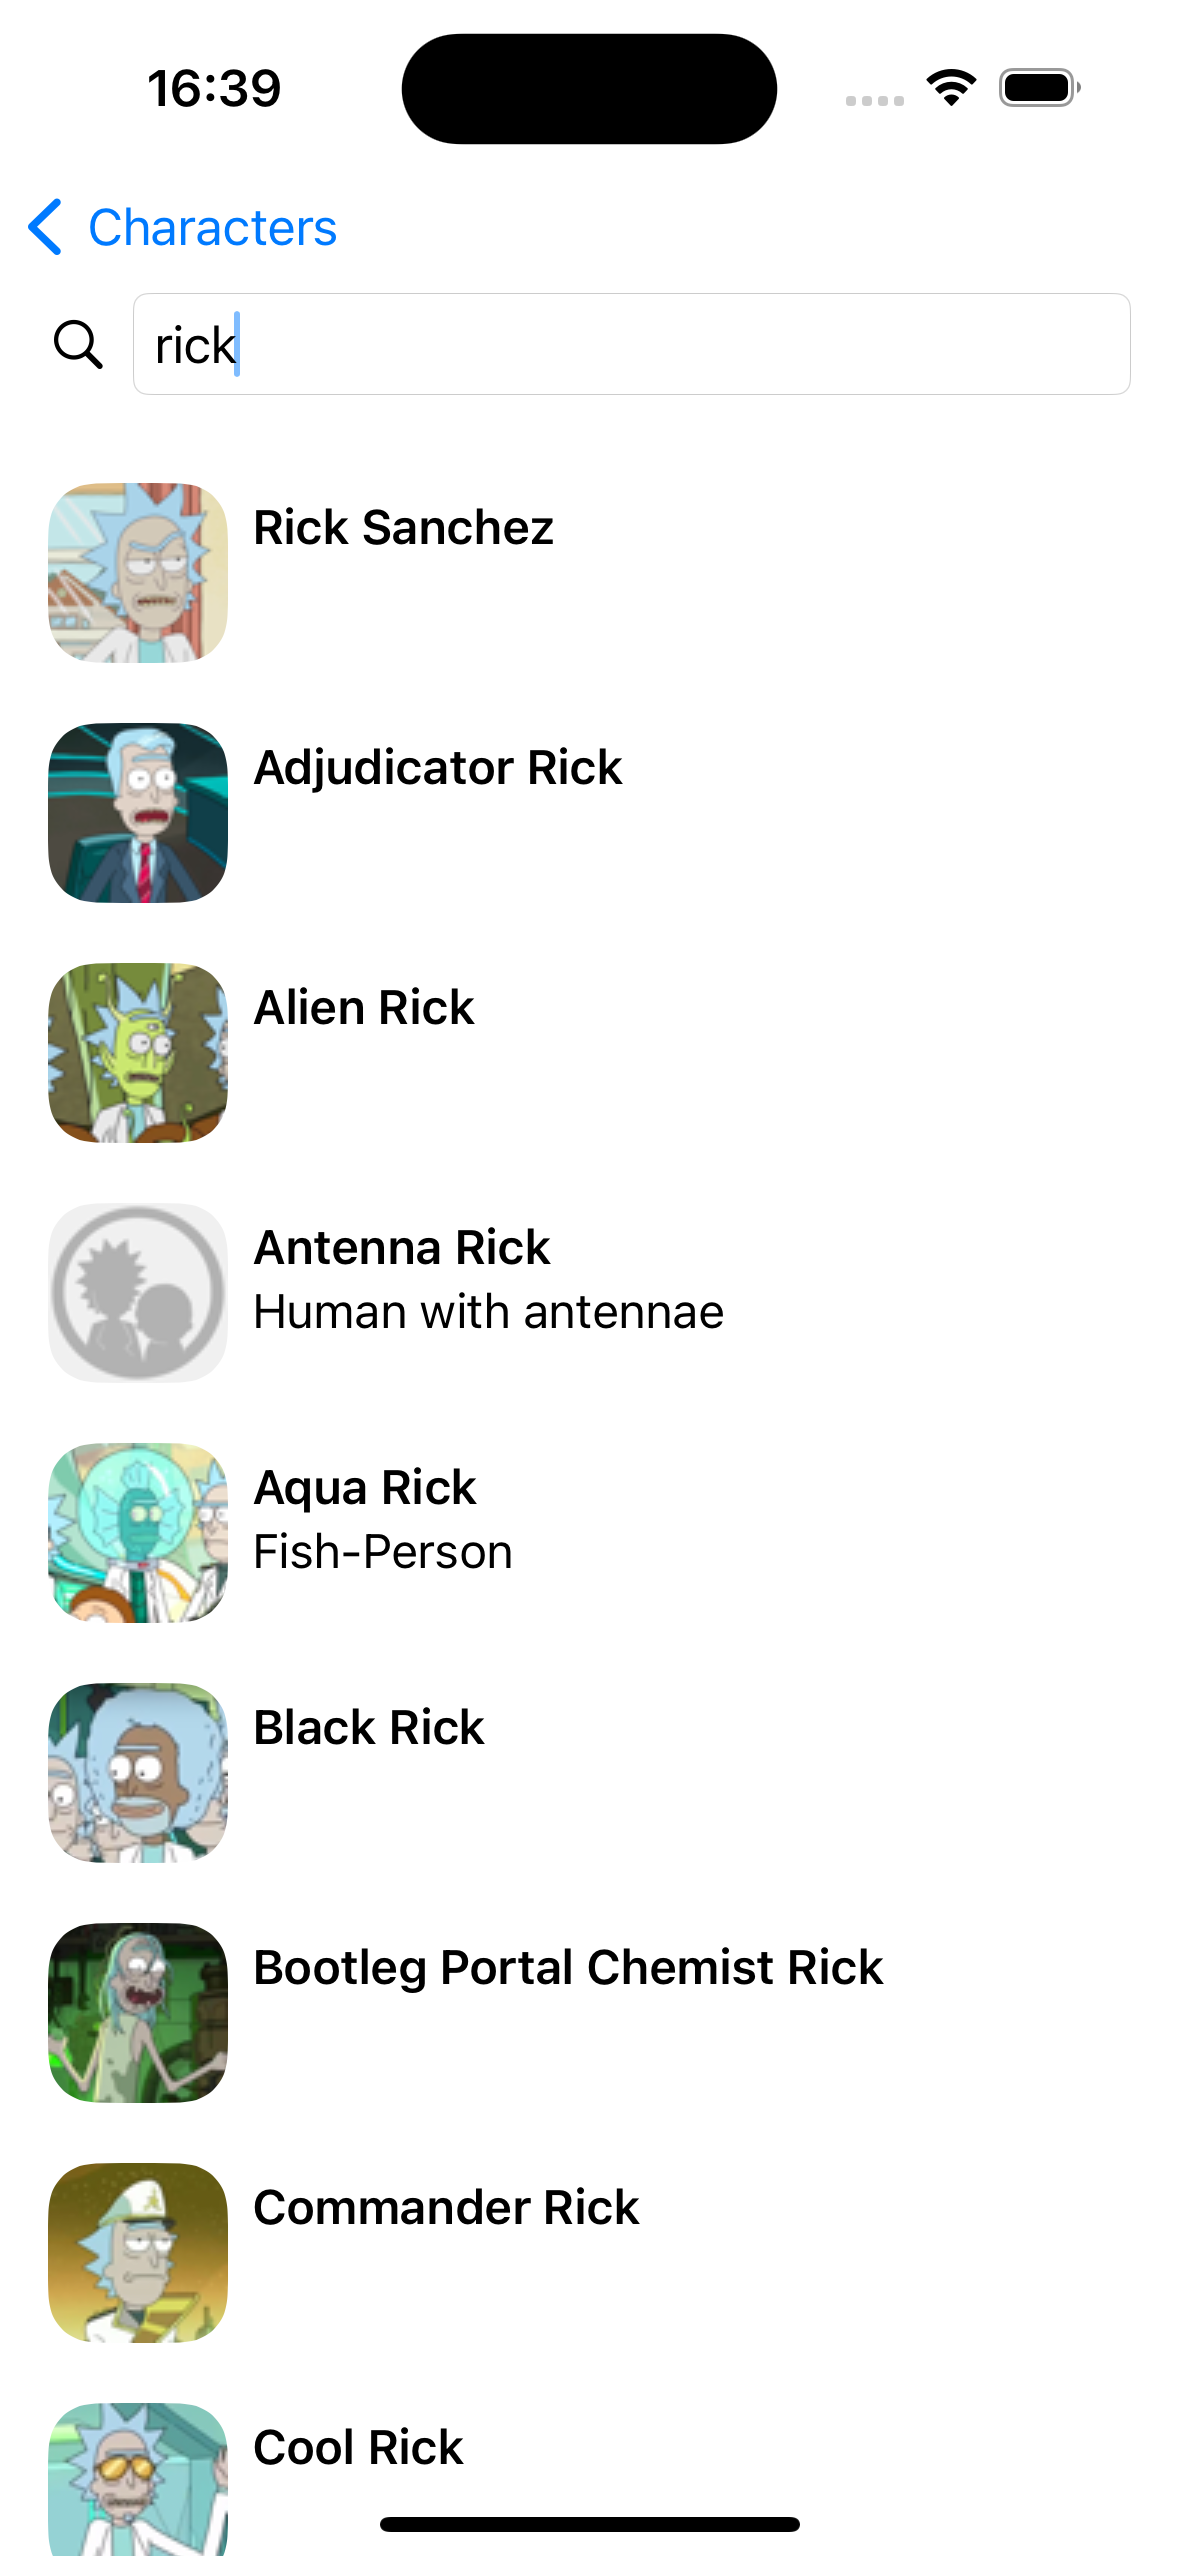 16:39
Characters
rick
Rick Sanchez
Adjudicator Rick
Alien Rick
Antenna Rick
Human with antennae
Aqua Rick
Fish-Person
Black Rick
Bootleg Portal Chemist Rick
Commander Rick
Cool Rick